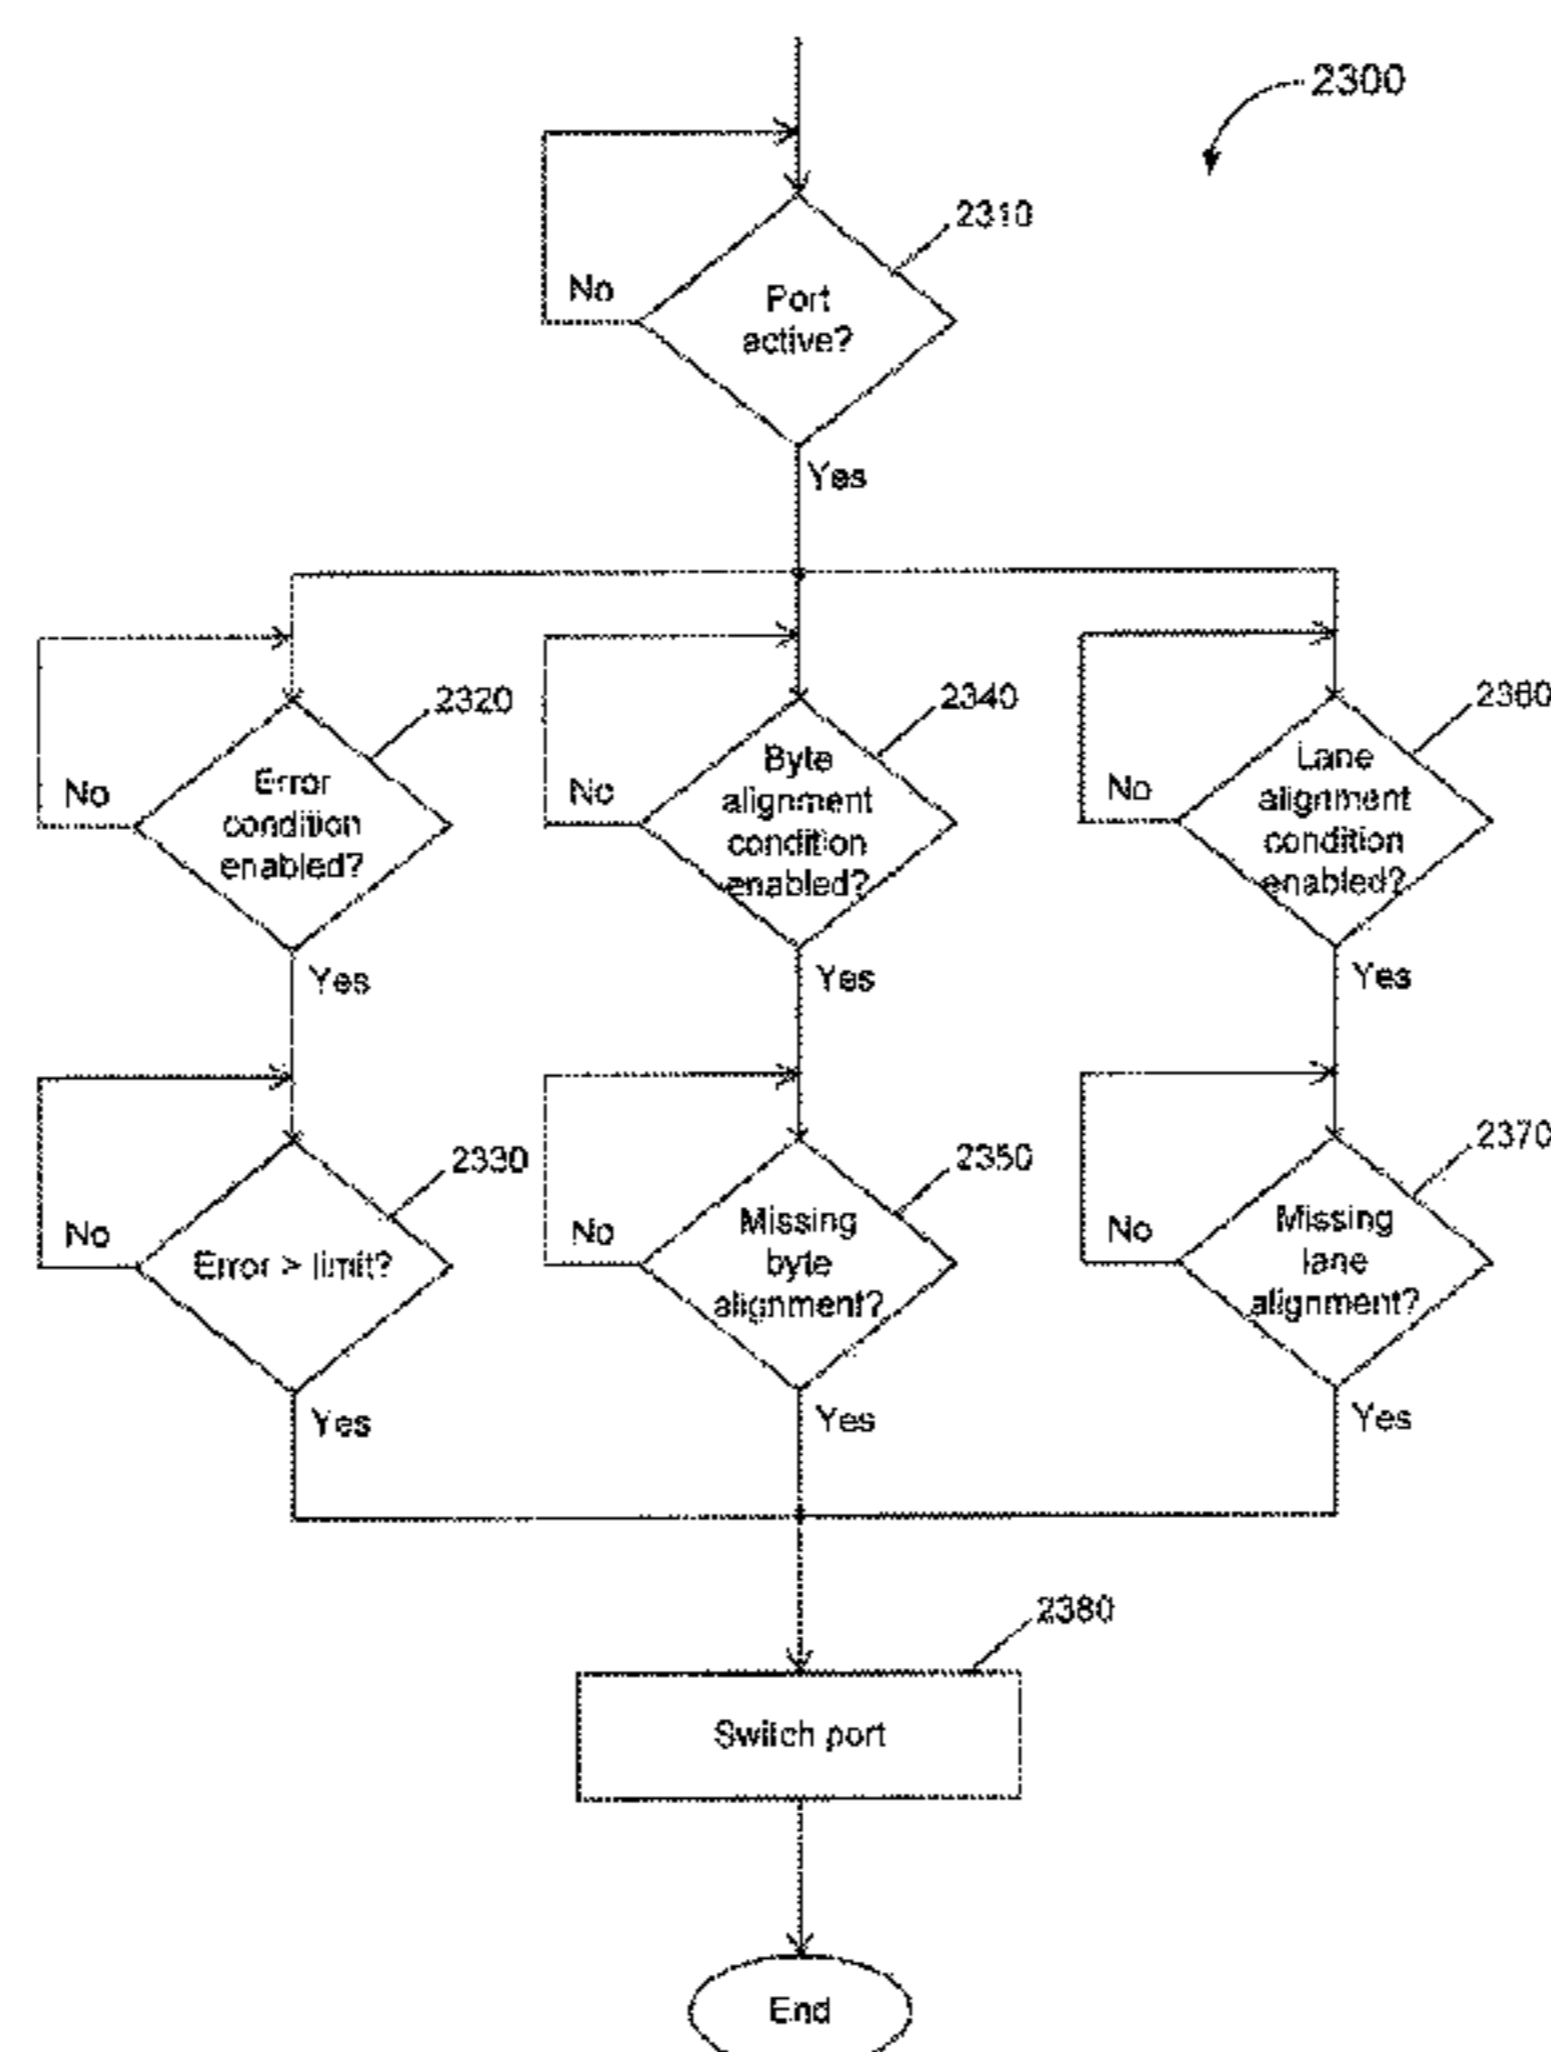 2300
2310
No
Port
active?
Yes
2320
No
Error
condition
enabled?
Yes
2340
No
Byte
alignment
condition
enabled?
Yes
2360
No
Lane
alignment
condition
enabled?
Yes
2330
No
Error > limit?
Yes
2350
No
Missing
byte
alignment?
Yes
2370
No
Missing
lane
alignment?
Yes
2380
Switch port
End